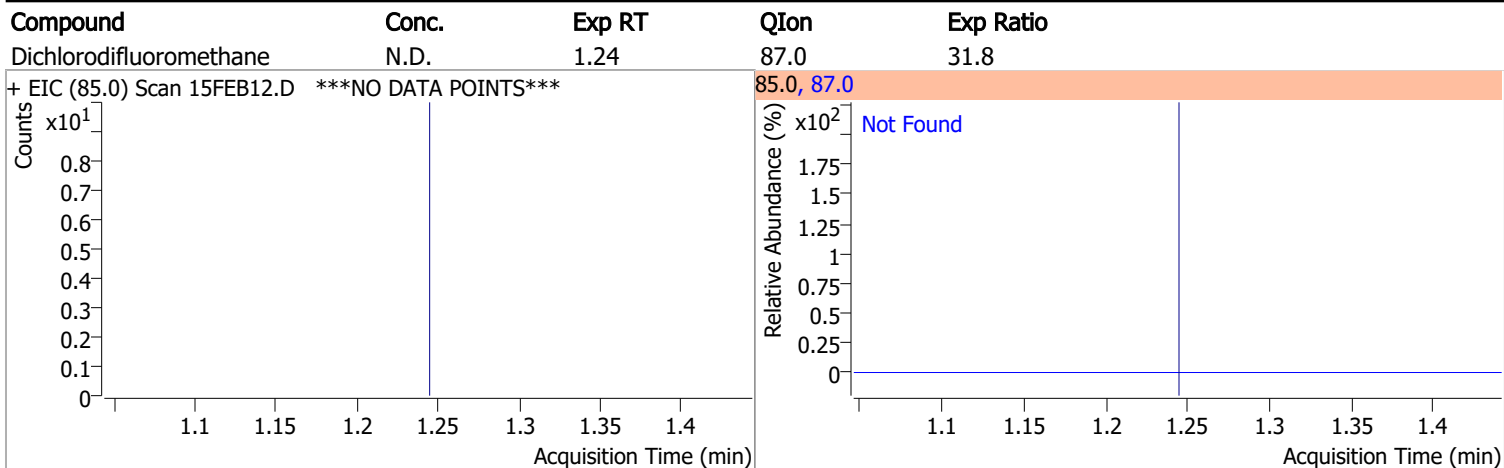 Compound Conc. Exp RT QIon Exp Ratio
Dichlorodifluoromethane N.D. 1.24 87.0 31.8
+ EIC (85.0) Scan 15FEB12.D ***NO DATA POINTS***
Counts
x10¹
0.8
0.7
0.6
0.5
0.4
0.3
0.2
0.1
0
1.1 1.15 1.2 1.25 1.3 1.35 1.4
Acquisition Time (min)
85.0, 87.0
Relative Abundance (%)
x10²
Not Found
1.75
1.5
1.25
1
0.75
0.5
0.25
0
1.1 1.15 1.2 1.25 1.3 1.35 1.4
Acquisition Time (min)